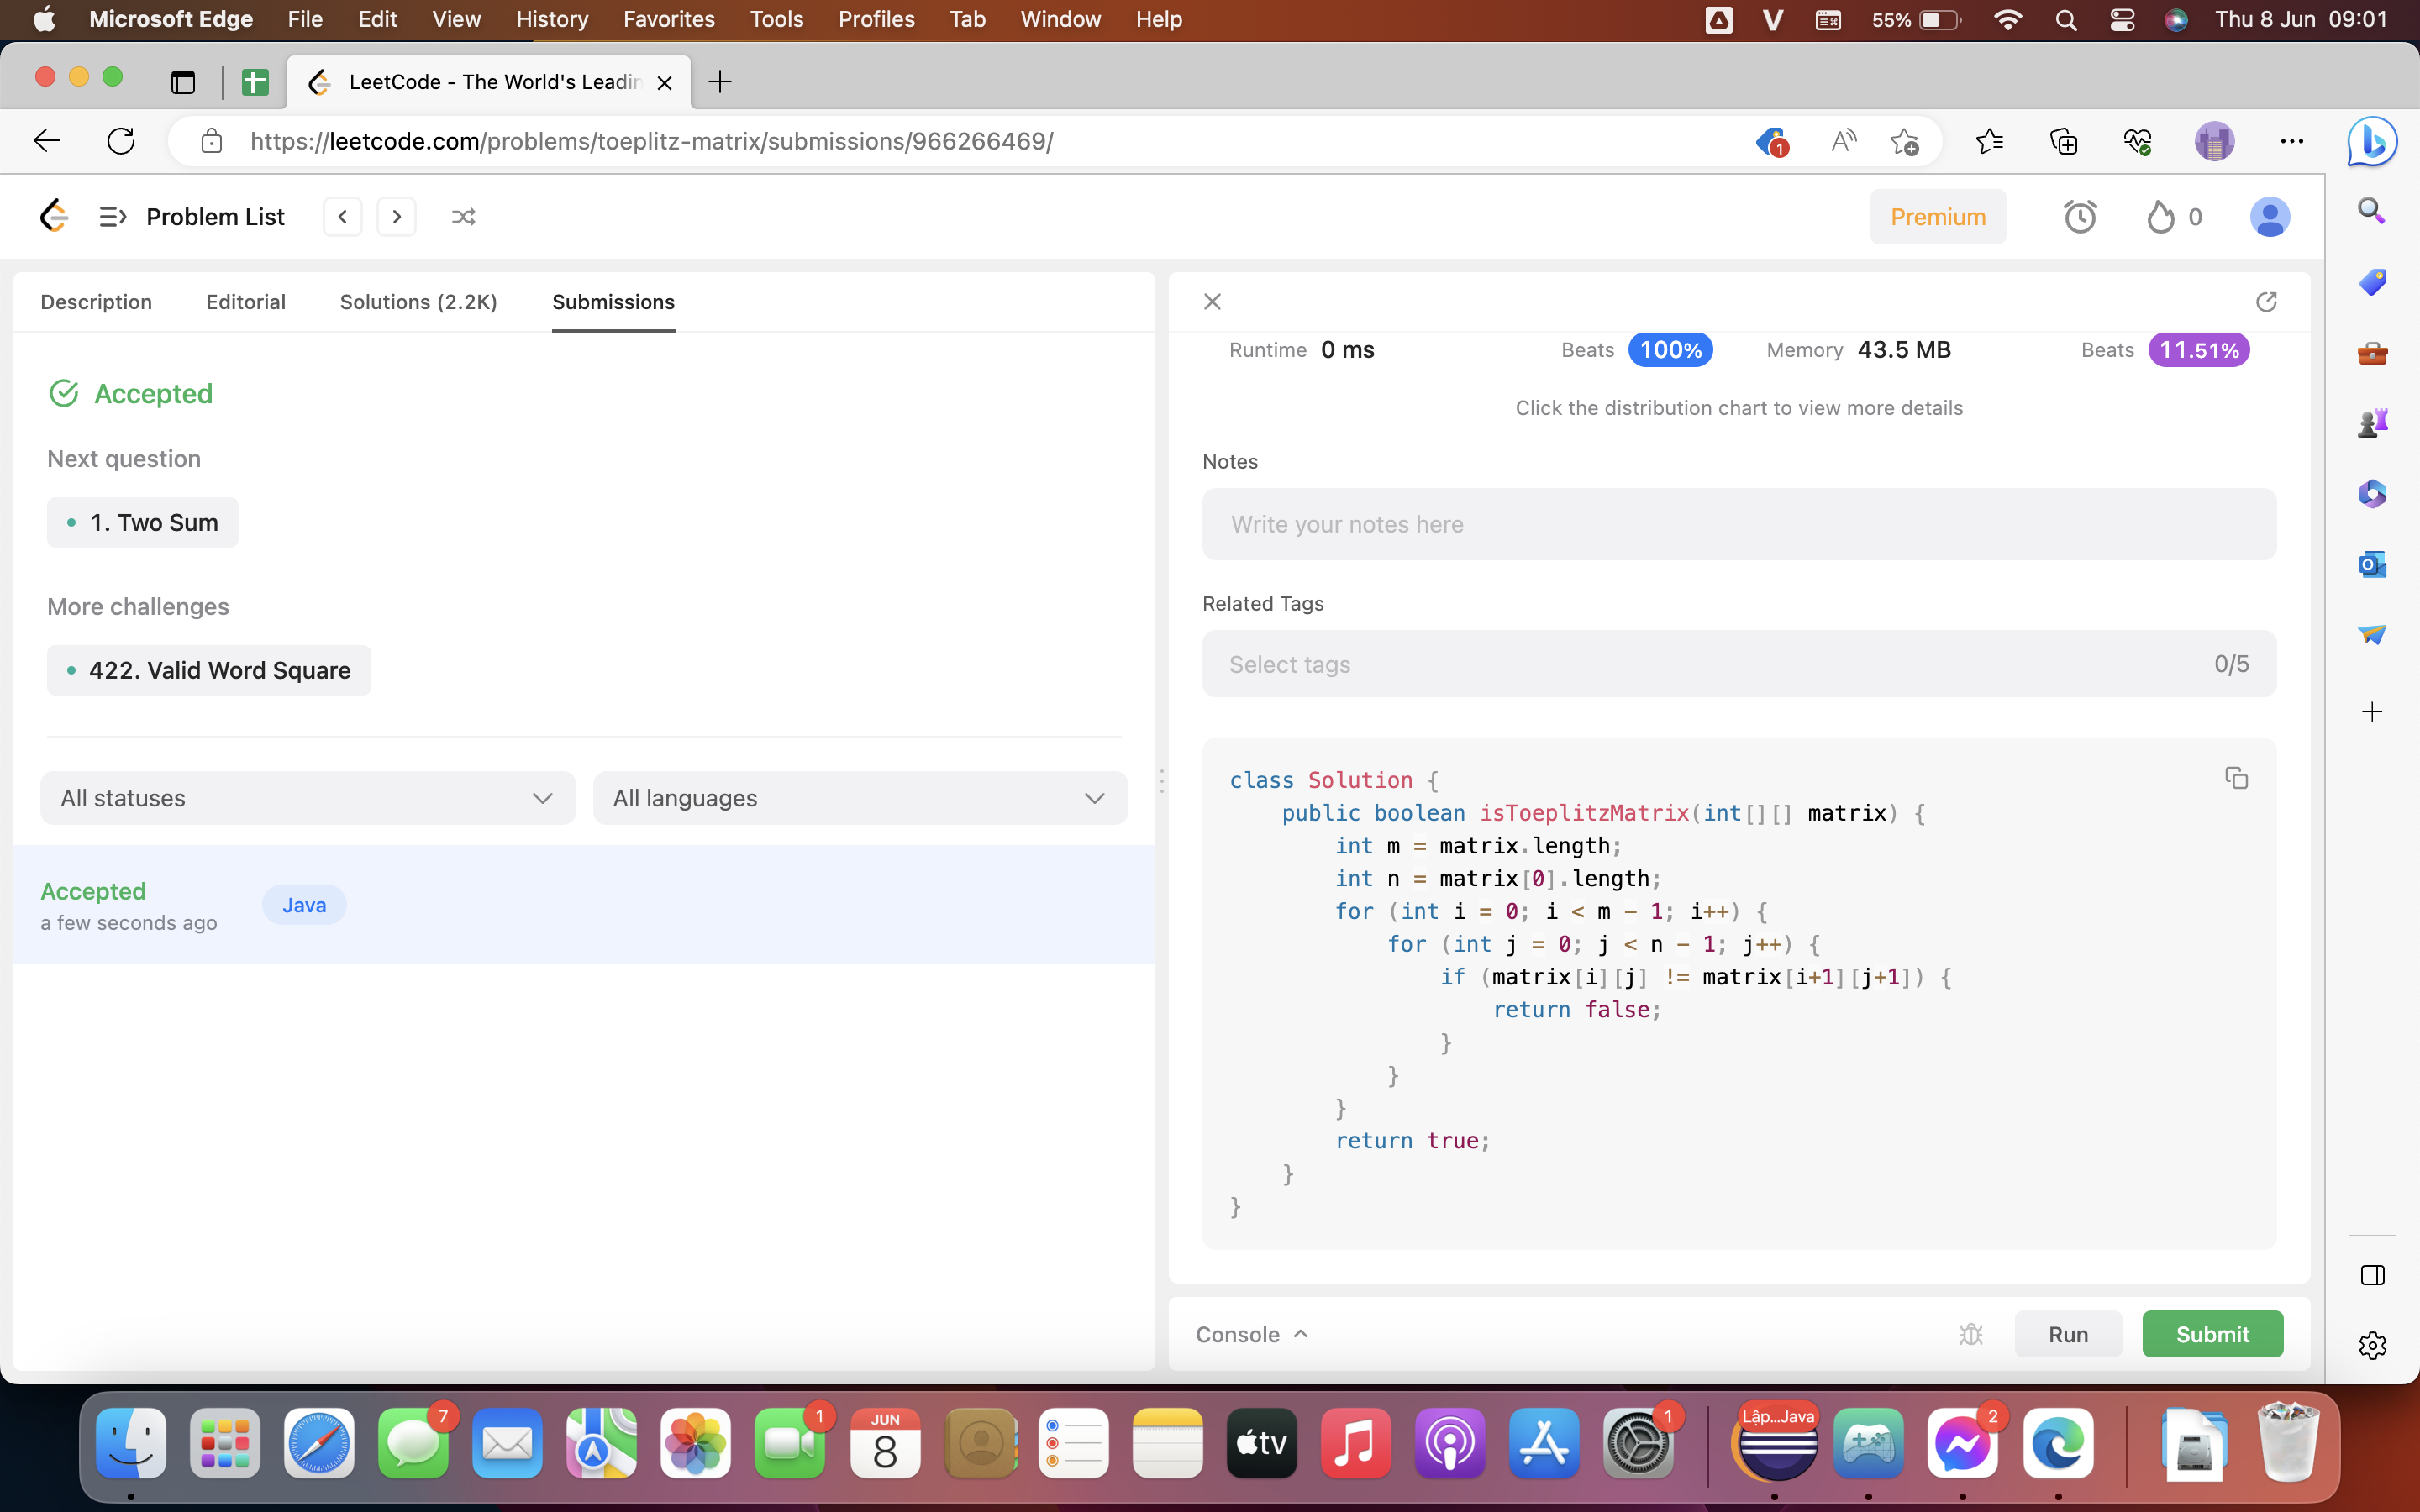 Microsoft Edge File Edit View History Favorites Tools Profiles Tab Window Help 55% Thu 8 Jun 09:01
LeetCode - The World's Leadin
https://leetcode.com/problems/toeplitz-matrix/submissions/966266469/
1
Problem List
Premium
0
Description Editorial Solutions (2.2K) Submissions
Accepted
Next question
1. Two Sum
More challenges
422. Valid Word Square
All statuses
All languages
Accepted
a few seconds ago
Java
Runtime 0 ms Beats 100% Memory 43.5 MB Beats 11.51%
Click the distribution chart to view more details
Notes
Write your notes here
Related Tags
Select tags 0/5
class Solution {
    public boolean isToeplitzMatrix(int[][] matrix) {
        int m = matrix.length;
        int n = matrix[0].length;
        for (int i = 0; i < m - 1; i++) {
            for (int j = 0; j < n - 1; j++) {
                if (matrix[i][j] != matrix[i+1][j+1]) {
                    return false;
                }
            }
        }
        return true;
    }
}
Console Run Submit
7
1
JUN
8
tv
1
Lập...Java
2